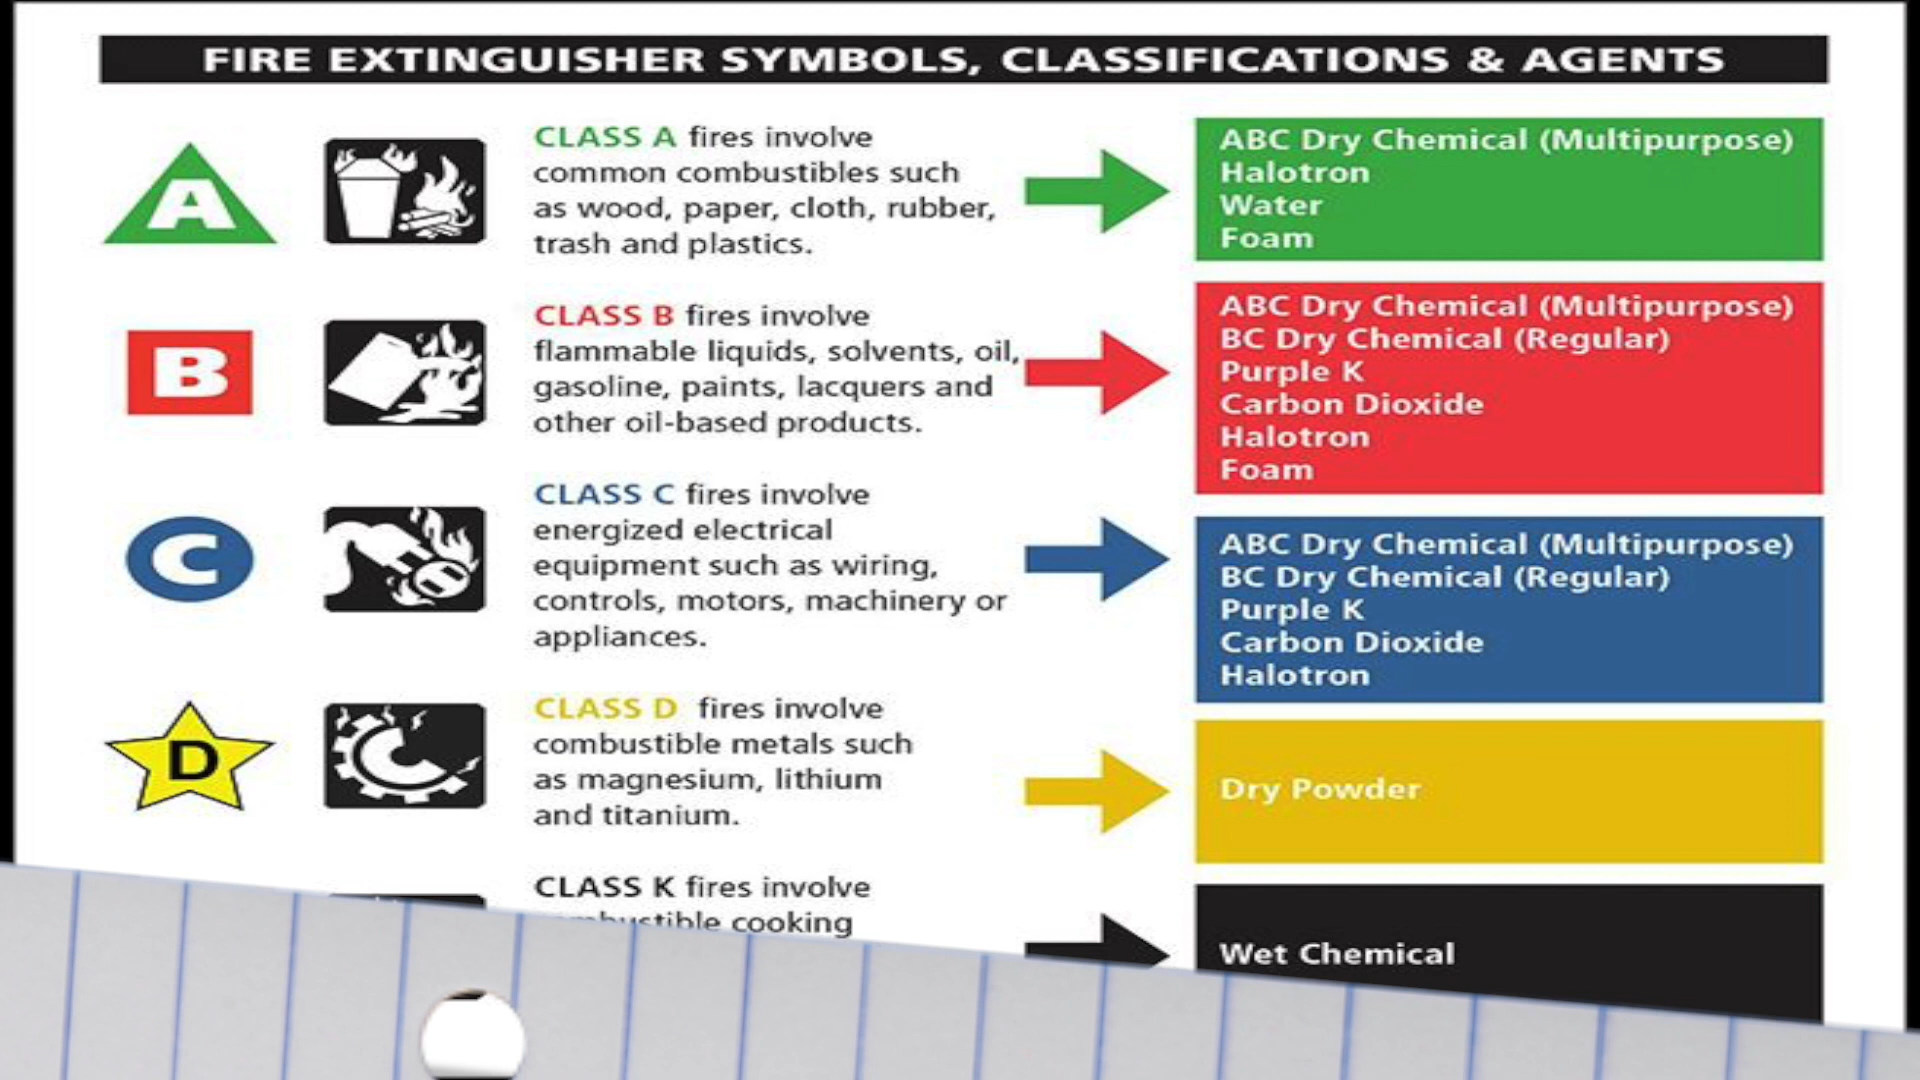 FIRE EXTINGUISHER SYMBOLS, CLASSIFICATIONS & AGENTS
A
CLASS A fires involve
common combustibles such
as wood, paper, cloth, rubber,
trash and plastics.
ABC Dry Chemical (Multipurpose)
Halotron
Water
Foam
B
CLASS B fires involve
flammable liquids, solvents, oil,
gasoline, paints, lacquers and
other oil-based products.
ABC Dry Chemical (Multipurpose)
BC Dry Chemical (Regular)
Purple K
Carbon Dioxide
Halotron
Foam
C
CLASS C fires involve
energized electrical
equipment such as wiring,
controls, motors, machinery or
appliances.
ABC Dry Chemical (Multipurpose)
BC Dry Chemical (Regular)
Purple K
Carbon Dioxide
Halotron
D
CLASS D fires involve
combustible metals such
as magnesium, lithium
and titanium.
Dry Powder
CLASS K fires involve
cooking
Wet Chemical